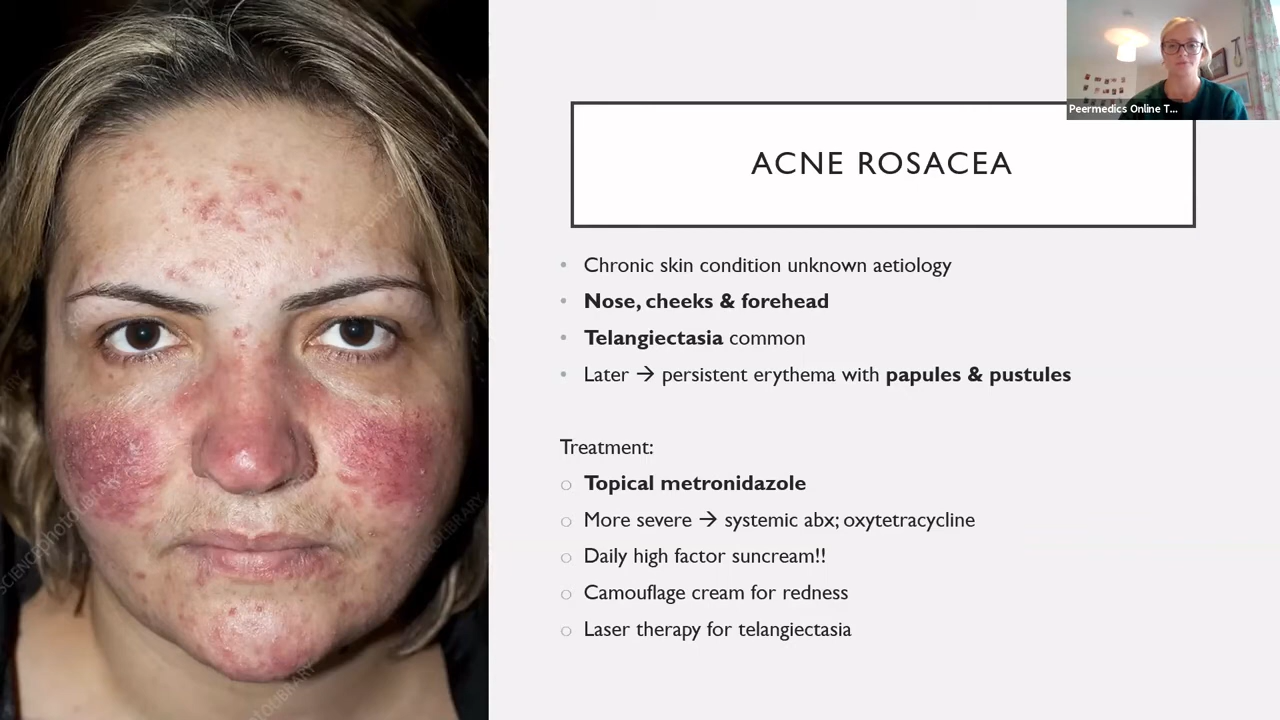 Peermedics Online T...
ACNE ROSACEA
• Chronic skin condition unknown aetiology
• Nose, cheeks & forehead
• Telangiectasia common
• Later → persistent erythema with papules & pustules
Treatment:
○ Topical metronidazole
○ More severe → systemic abx; oxytetracycline
○ Daily high factor suncream!!
○ Camouflage cream for redness
○ Laser therapy for telangiectasia